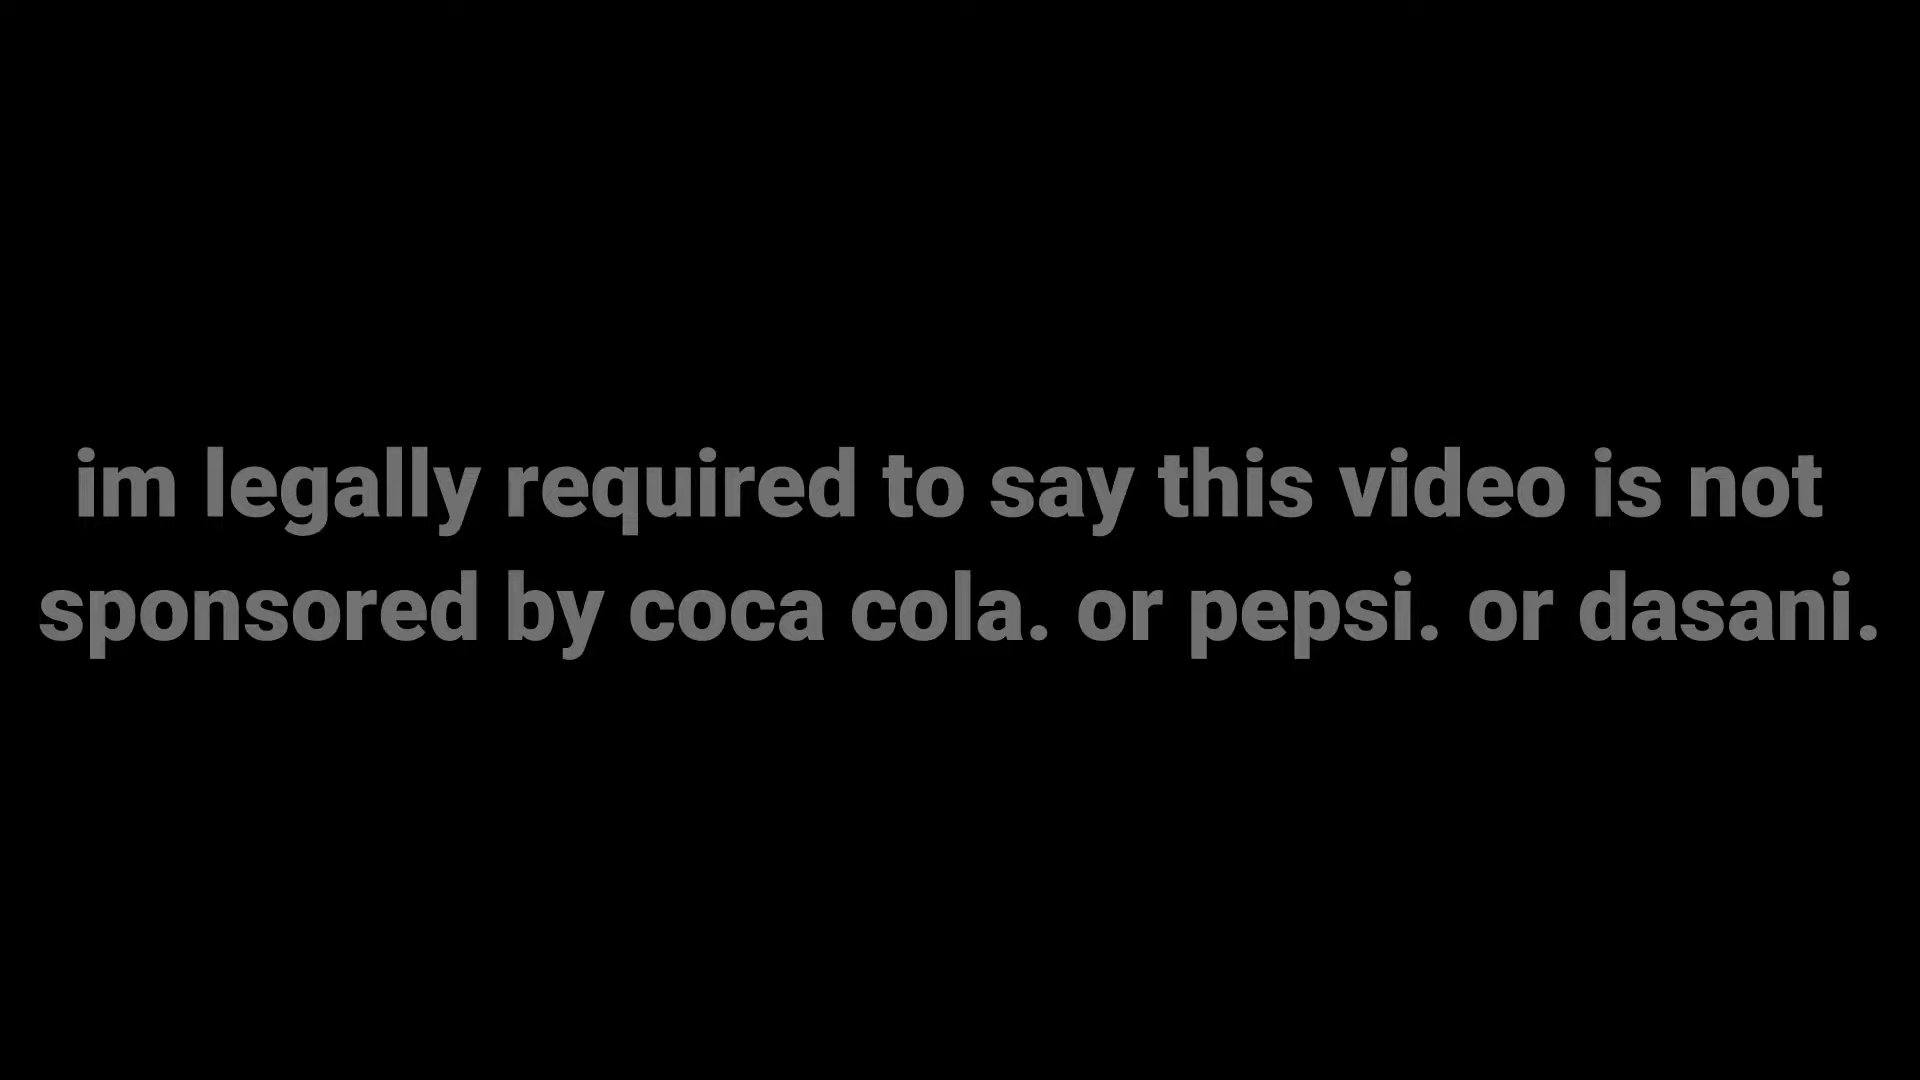 im legally required to say this video is not
sponsored by coca cola. or pepsi. or dasani.